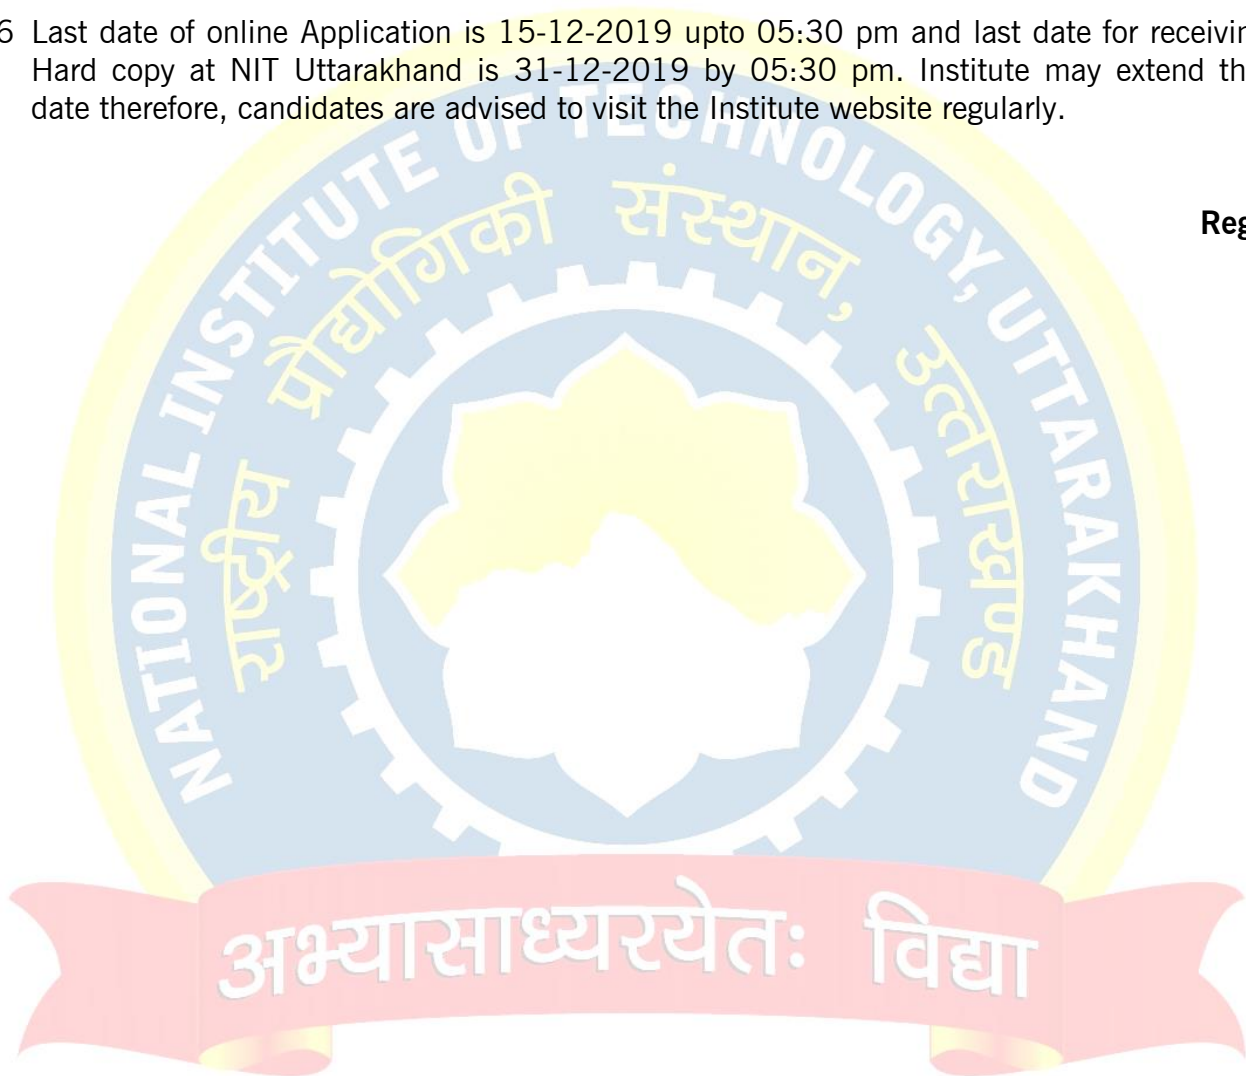 6 Last date of online Application is 15-12-2019 upto 05:30 pm and last date for receivin
Hard copy at NIT Uttarakhand is 31-12-2019 by 05:30 pm. Institute may extend th
date therefore, candidates are advised to visit the Institute website regularly.
Reg
NATIONAL INSTITUTE OF TECHNOLOGY, UTTARAKHAND
राष्ट्रीय प्रौद्योगिकी संस्थान, उत्तराखण्ड
अभ्यासाध्यरयेतः विद्या